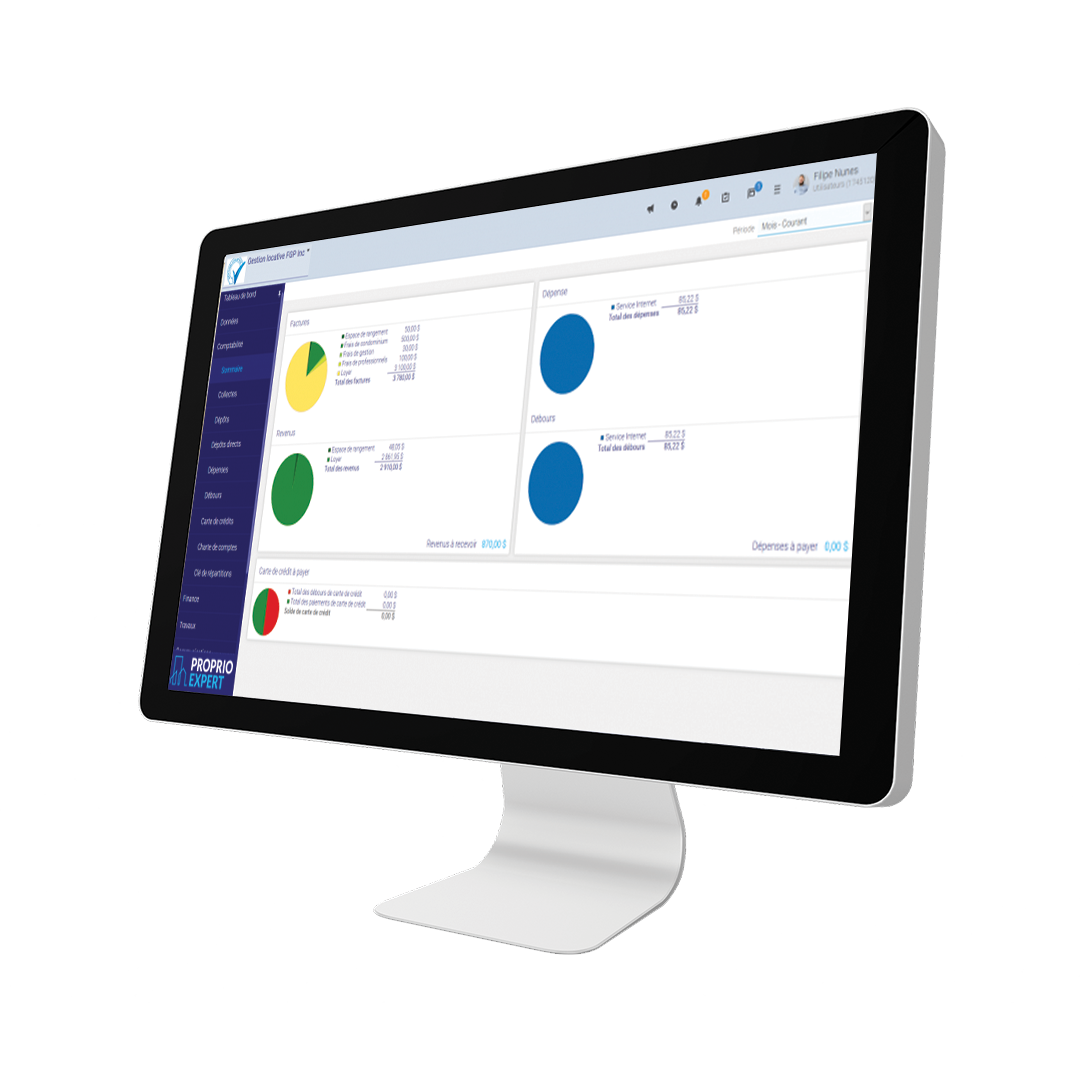 Gestion locative FGP Inc *
Filipe Nunes
Utilisateurs (1745120
Période Mois - Courant
Tableau de bord
Données
Comptabilité
Sommaire
Collectes
Dépôts
Dépôts directs
Dépenses
Débours
Carte de crédits
Charte de comptes
Clé de répartitions
Finance
Travaux
PROPRIO
EXPERT
Factures
Espace de rangement 50,00 $
Frais de condominium 500,00 $
Frais de gestion 30,00 $
Frais de professionnels 100,00 $
Loyer 3 100,00 $
Total des factures 3 780,00 $
Revenus
Espace de rangement 48,05 $
Loyer 2 861,95 $
Total des revenus 2 910,00 $
Revenus à recevoir 870,00 $
Dépense
Service Internet 85,22 $
Total des dépenses 85,22 $
Débours
Service Internet 85,22 $
Total des débours 85,22 $
Dépenses à payer 0,00 $
Carte de crédit à payer
Total des débours de carte de crédit 0,00 $
Total des paiements de carte de crédit 0,00 $
Solde de carte de crédit 0,00 $